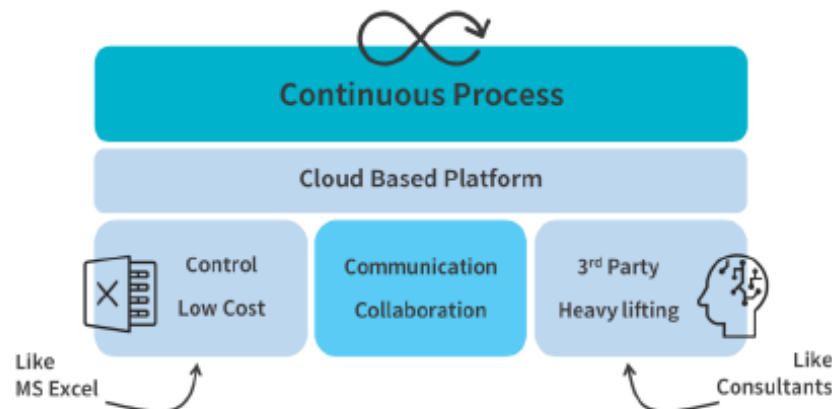 Continuous Process
Cloud Based Platform
Control
Low Cost
Communication
Collaboration
3rd Party
Heavy lifting
X
Like
MS Excel
Like
Consultants